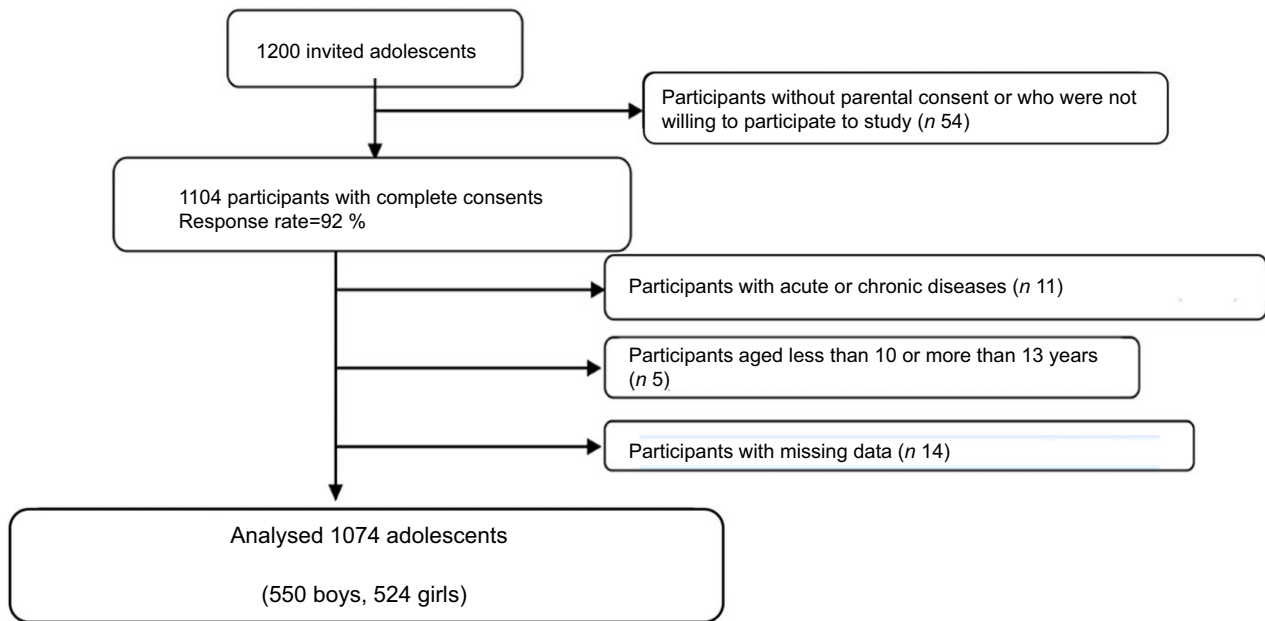 1200 invited adolescents
Participants without parental consent or who were not
willing to participate to study (n 54)
1104 participants with complete consents
Response rate=92 %
Participants with acute or chronic diseases (n 11)
Participants aged less than 10 or more than 13 years
(n 5)
Participants with missing data (n 14)
Analysed 1074 adolescents
(550 boys, 524 girls)